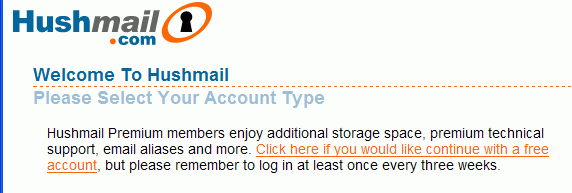 Hushmail
.com
Welcome To Hushmail
Please Select Your Account Type
Hushmail Premium members enjoy additional storage space, premium technical
support, email aliases and more. Click here if you would like continue with a free
account, but please remember to log in at least once every three weeks.